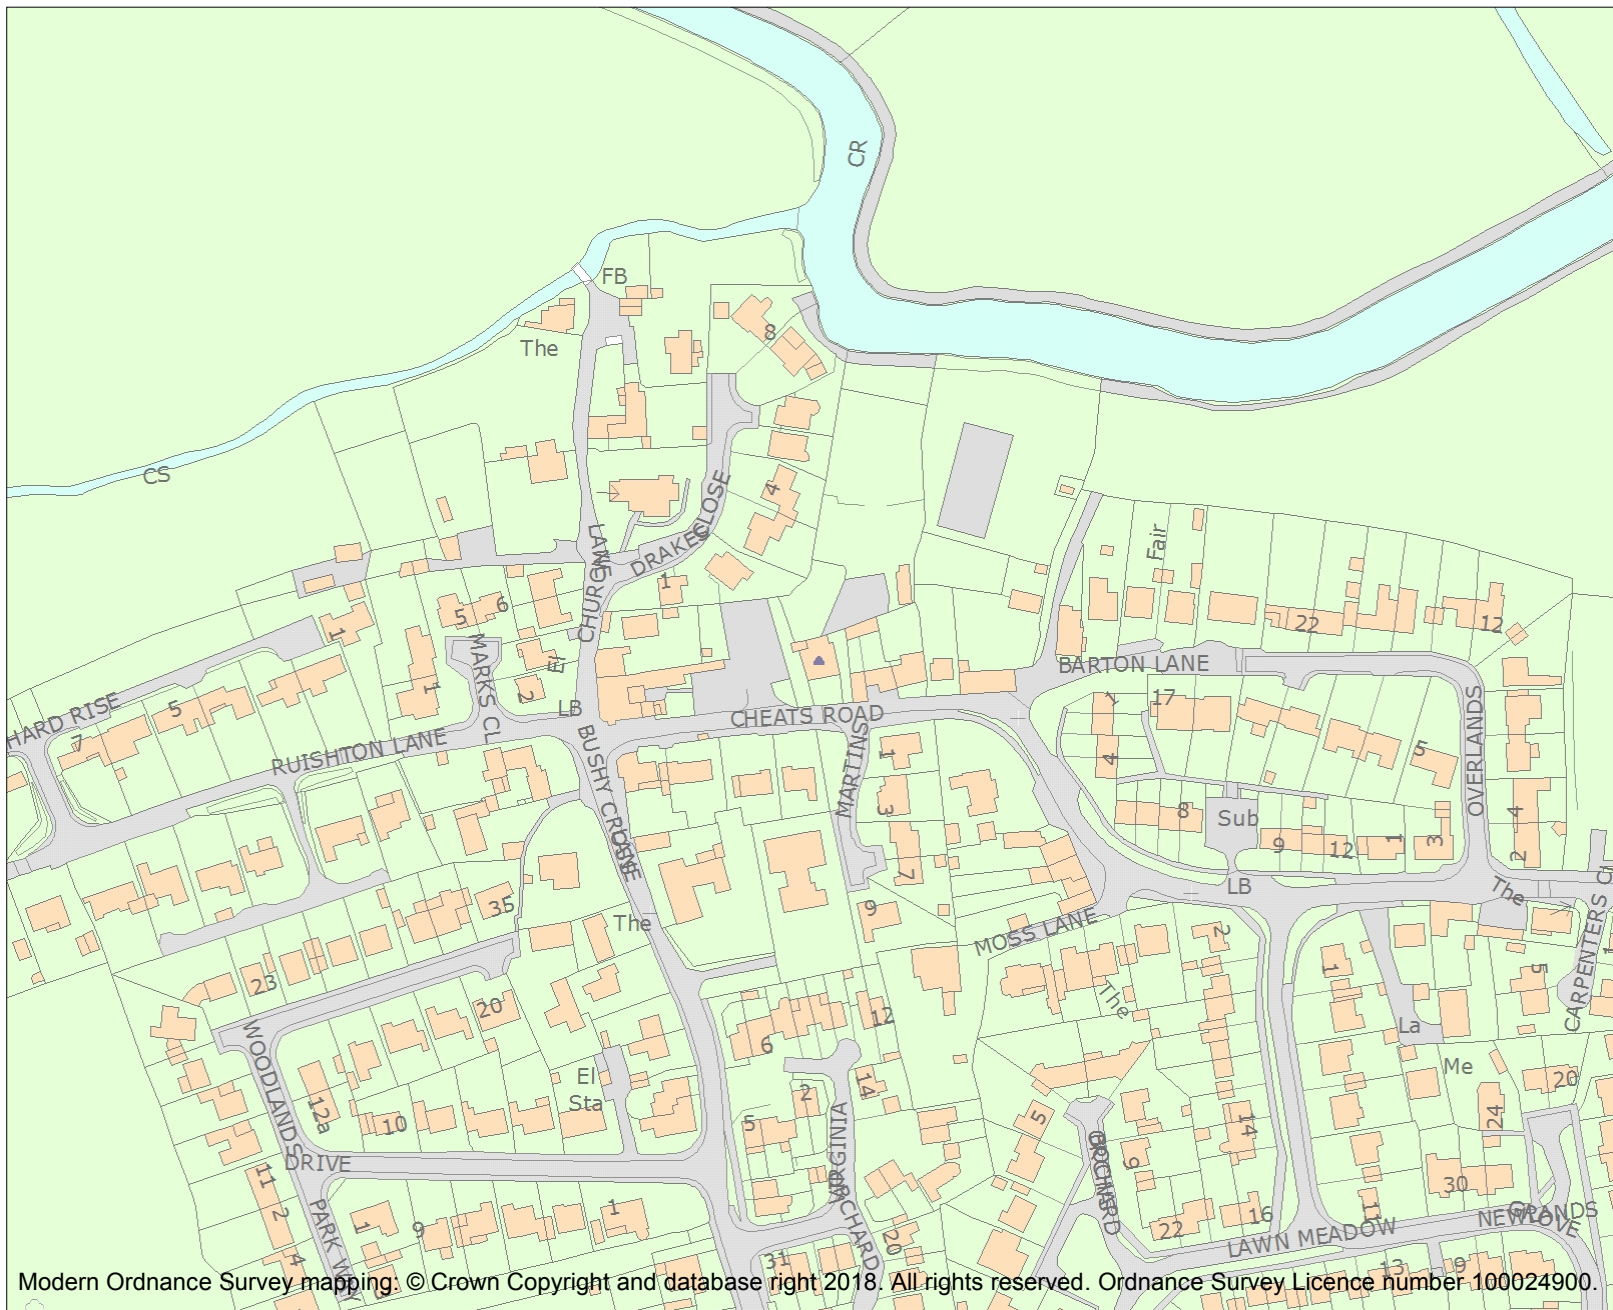 CR
FB
8
The
CS
4
CLOSE
DRAKES
LANE
CHURCH
1
Fair
5
6
1
MARKS CL
1
2
LB
22
12
BARTON LANE
1
17
HARD RISE
5
7
RUISHTON LANE
CHEATS ROAD
BUSHY CROSS
LANE
MARTINS
1
3
7
9
4
8
Sub
9
12
1
3
5
OVERLANDS
4
2
LB
The
35
The
23
20
MOSS LANE
2
The
1
5
CARPENTERS
1
La
Me
20
24
WOODLANDS
DRIVE
12a
10
El
Sta
6
12
2
14
5
VIRGINIA
ORCHARD
5
9
14
22
16
11
30
NEWLANDS
GROVE
LAWN MEADOW
11
2
4
PARK WAY
1
9
1
31
20
13
9
Modern Ordnance Survey mapping: © Crown Copyright and database right 2018. All rights reserved. Ordnance Survey Licence number 100024900.